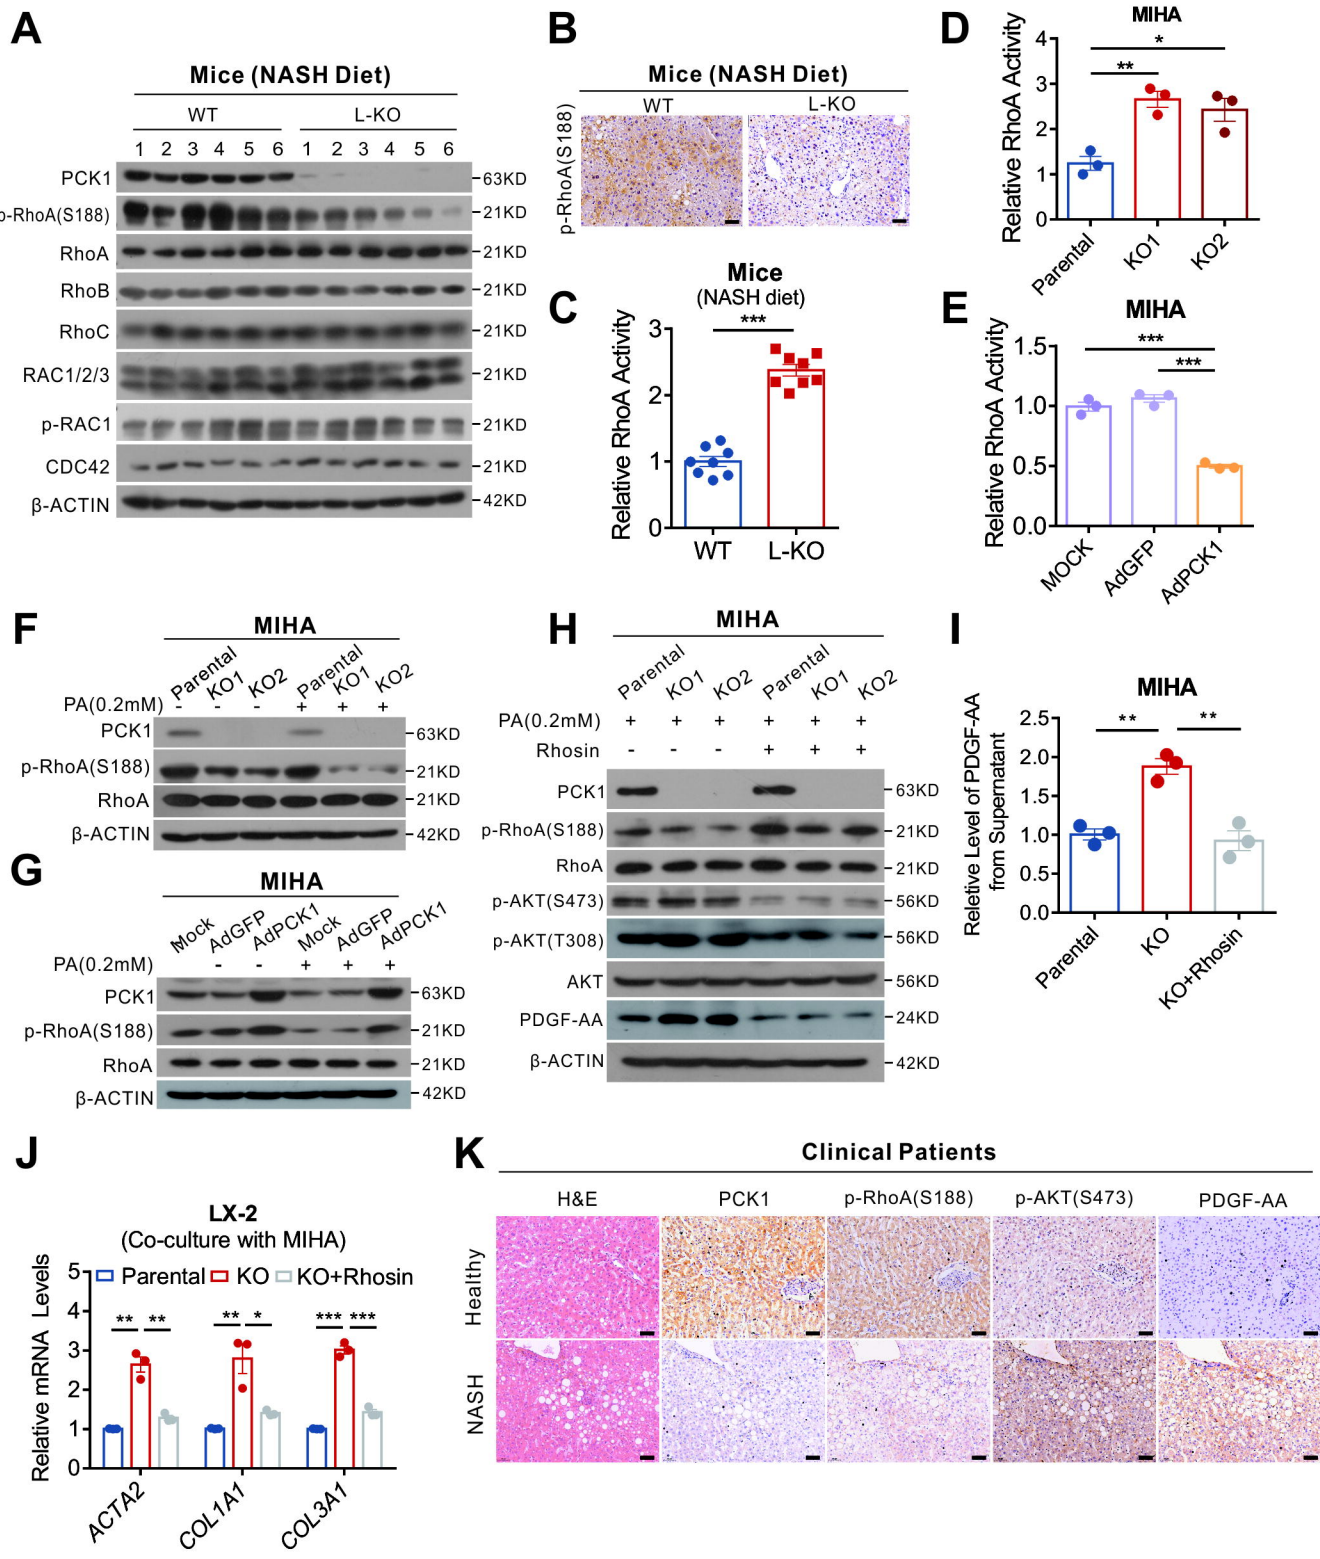 A
Mice (NASH Diet)
WT L-KO
1 2 3 4 5 6 1 2 3 4 5 6
PCK1 63KD
p-RhoA(S188) 21KD
RhoA 21KD
RhoB 21KD
RhoC 21KD
RAC1/2/3 21KD
p-RAC1 21KD
CDC42 21KD
β-ACTIN 42KD
B
Mice (NASH Diet)
WT L-KO
p-RhoA(S188)
C
Mice
(NASH diet)
Relative RhoA Activity
***
3
2
1
0
WT L-KO
D
MIHA
Relative RhoA Activity
*
**
4
3
2
1
0
Parental KO1 KO2
E
MIHA
Relative RhoA Activity
***
***
1.5
1.0
0.5
0.0
MOCK AdGFP AdPCK1
F
MIHA
Parental KO1 KO2 Parental KO1 KO2
PA(0.2mM) - - - + + +
PCK1 63KD
p-RhoA(S188) 21KD
RhoA 21KD
β-ACTIN 42KD
G
MIHA
Mock AdGFP AdPCK1 Mock AdGFP AdPCK1
PA(0.2mM) - - + + +
PCK1 63KD
p-RhoA(S188) 21KD
RhoA 21KD
β-ACTIN 42KD
H
MIHA
Parental KO1 KO2 Parental KO1 KO2
PA(0.2mM) + + + + + +
Rhosin - - - + + +
PCK1 63KD
p-RhoA(S188) 21KD
RhoA 21KD
p-AKT(S473) 56KD
p-AKT(T308) 56KD
AKT 56KD
PDGF-AA 24KD
β-ACTIN 42KD
I
MIHA
Reletive Level of PDGF-AA
from Supernatant
** **
2.5
2.0
1.5
1.0
0.5
0.0
Parental KO KO+Rhosin
J
LX-2
(Co-culture with MIHA)
Parental KO KO+Rhosin
Relative mRNA Levels
5
4
3
2
1
0
** ** ** * *** ***
ACTA2 COL1A1 COL3A1
K
Clinical Patients
H&E PCK1 p-RhoA(S188) p-AKT(S473) PDGF-AA
Healthy
NASH